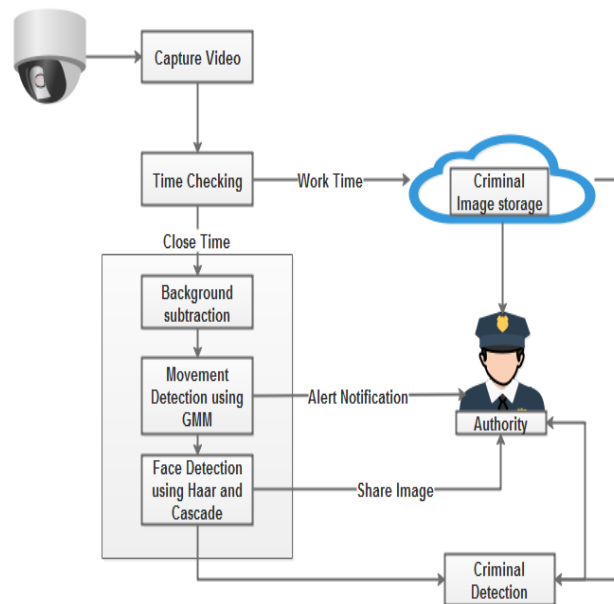 Capture Video
Time Checking
Work Time
Criminal
Image storage
Close Time
Background
subtraction
Movement
Detection using
GMM
Alert Notification
Authority
Face Detection
using Haar and
Cascade
Share Image
Criminal
Detection